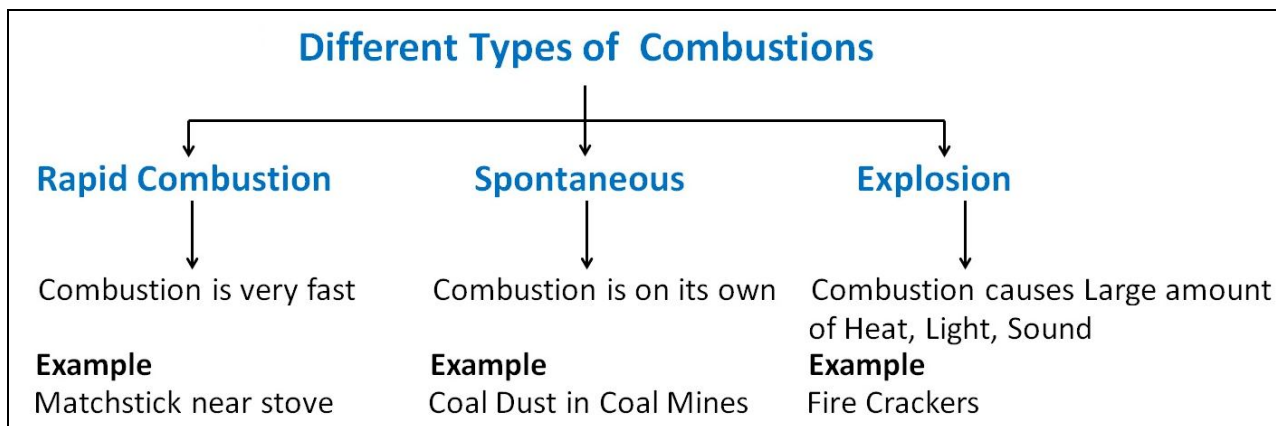 Different Types of Combustions
Rapid Combustion
Combustion is very fast
Example
Matchstick near stove
Spontaneous
Combustion is on its own
Example
Coal Dust in Coal Mines
Explosion
Combustion causes Large amount
of Heat, Light, Sound
Example
Fire Crackers